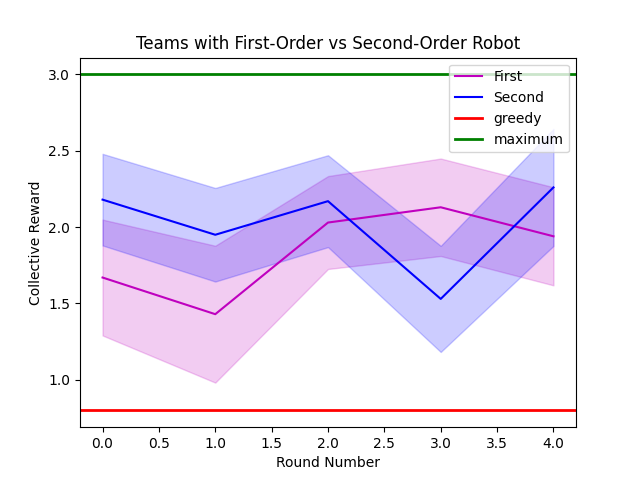 Teams with First-Order vs Second-Order Robot
3.0
2.5
2.0
1.5
1.0
Collective Reward
First
Second
greedy
maximum
0.0 0.5 1.0 1.5 2.0 2.5 3.0 3.5 4.0
Round Number